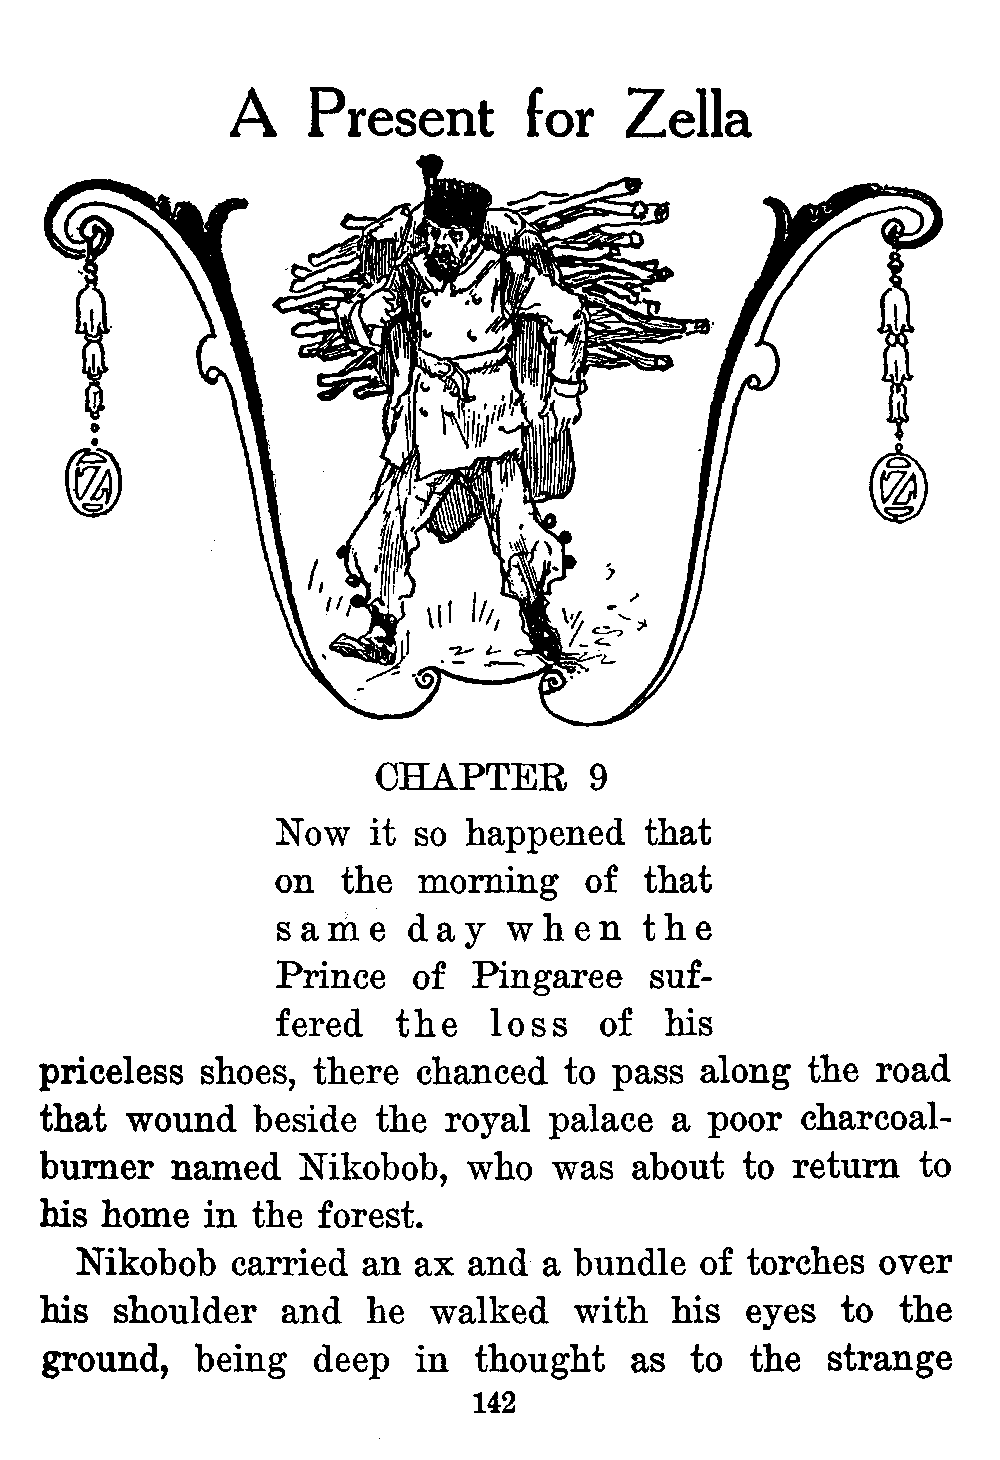 A Present for Zella
OZ
OZ
CHAPTER 9
Now it so happened that
on the morning of that
same day when the
Prince of Pingaree suf-
fered the loss of his
priceless shoes, there chanced to pass along the road
that wound beside the royal palace a poor charcoal-
burner named Nikobob, who was about to return to
his home in the forest.
Nikobob carried an ax and a bundle of torches over
his shoulder and he walked with his eyes to the
ground, being deep in thought as to the strange
142